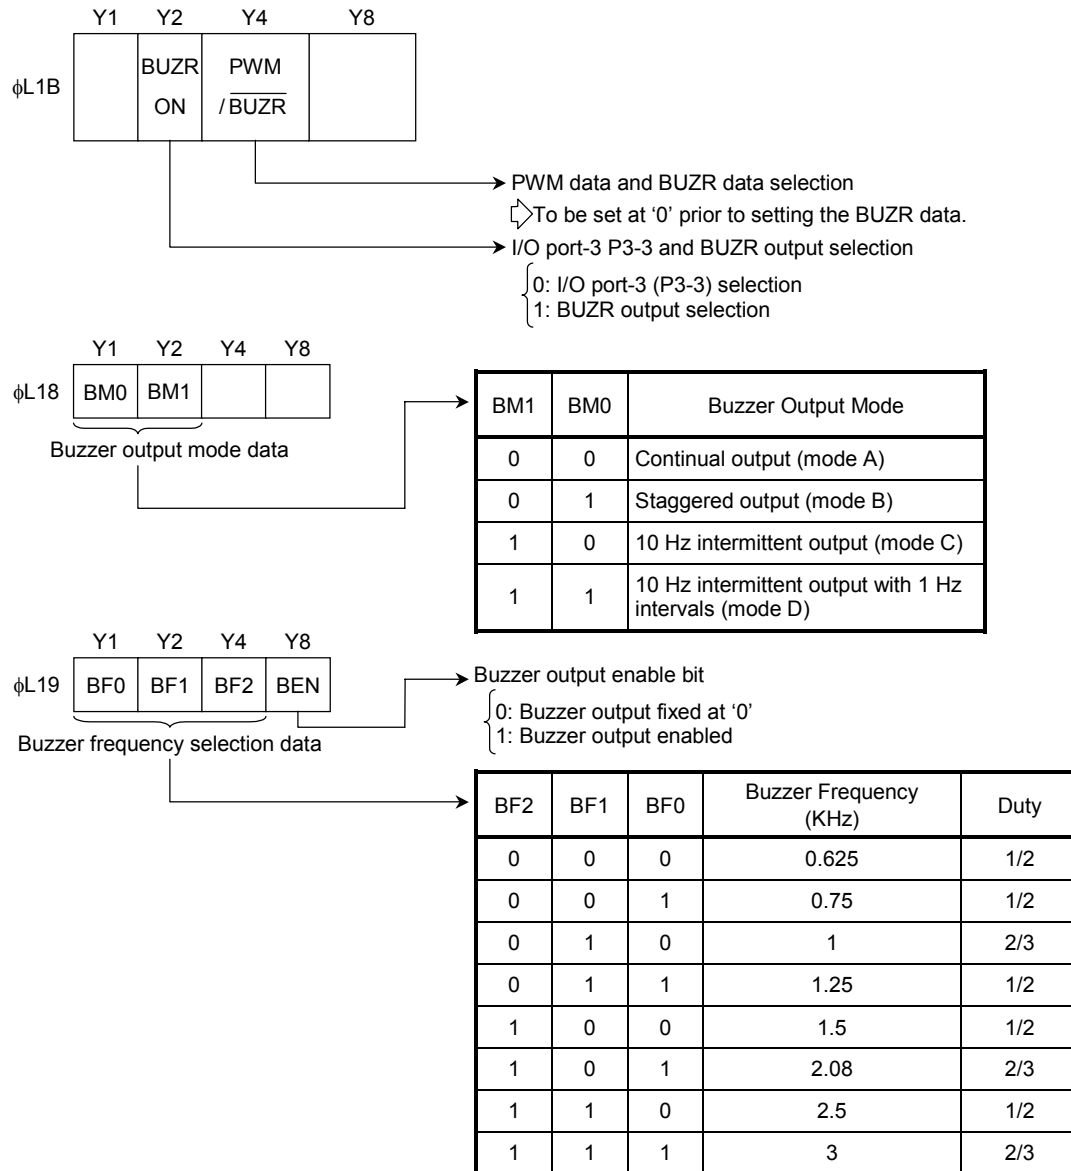 Y1 Y2 Y4 Y8
ϕL1B
BUZR ON
PWM /BUZR
PWM data and BUZR data selection
To be set at ‘0’ prior to setting the BUZR data.
I/O port-3 P3-3 and BUZR output selection
0: I/O port-3 (P3-3) selection
1: BUZR output selection
Y1 Y2 Y4 Y8
ϕL18 BM0 BM1
Buzzer output mode data
BM1 BM0 Buzzer Output Mode
0 0 Continual output (mode A)
0 1 Staggered output (mode B)
1 0 10 Hz intermittent output (mode C)
1 1 10 Hz intermittent output with 1 Hz
intervals (mode D)
Y1 Y2 Y4 Y8
ϕL19 BF0 BF1 BF2 BEN
Buzzer frequency selection data
Buzzer output enable bit
0: Buzzer output fixed at ‘0’
1: Buzzer output enabled
BF2 BF1 BF0 Buzzer Frequency (KHz) Duty
0 0 0 0.625 1/2
0 0 1 0.75 1/2
0 1 0 1 2/3
0 1 1 1.25 1/2
1 0 0 1.5 1/2
1 0 1 2.08 2/3
1 1 0 2.5 1/2
1 1 1 3 2/3